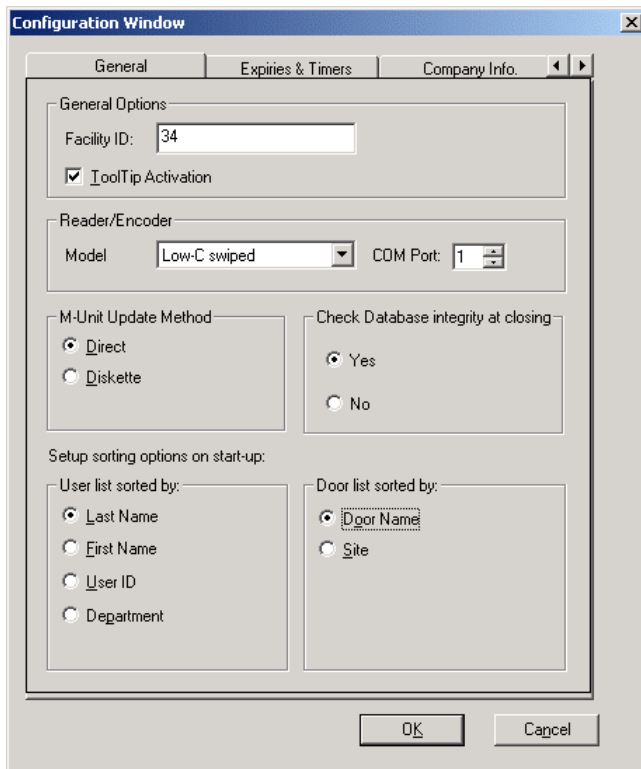 Configuration Window
General
Expiries & Timers
Company Info.
General Options
Facility ID: 34
ToolTip Activation
Reader/Encoder
Model Low-C swiped COM Port: 1
M-Unit Update Method
Direct
Diskette
Check Database integrity at closing
Yes
No
Setup sorting options on start-up:
User list sorted by:
Last Name
First Name
User ID
Department
Door list sorted by:
Door Name
Site
OK
Cancel